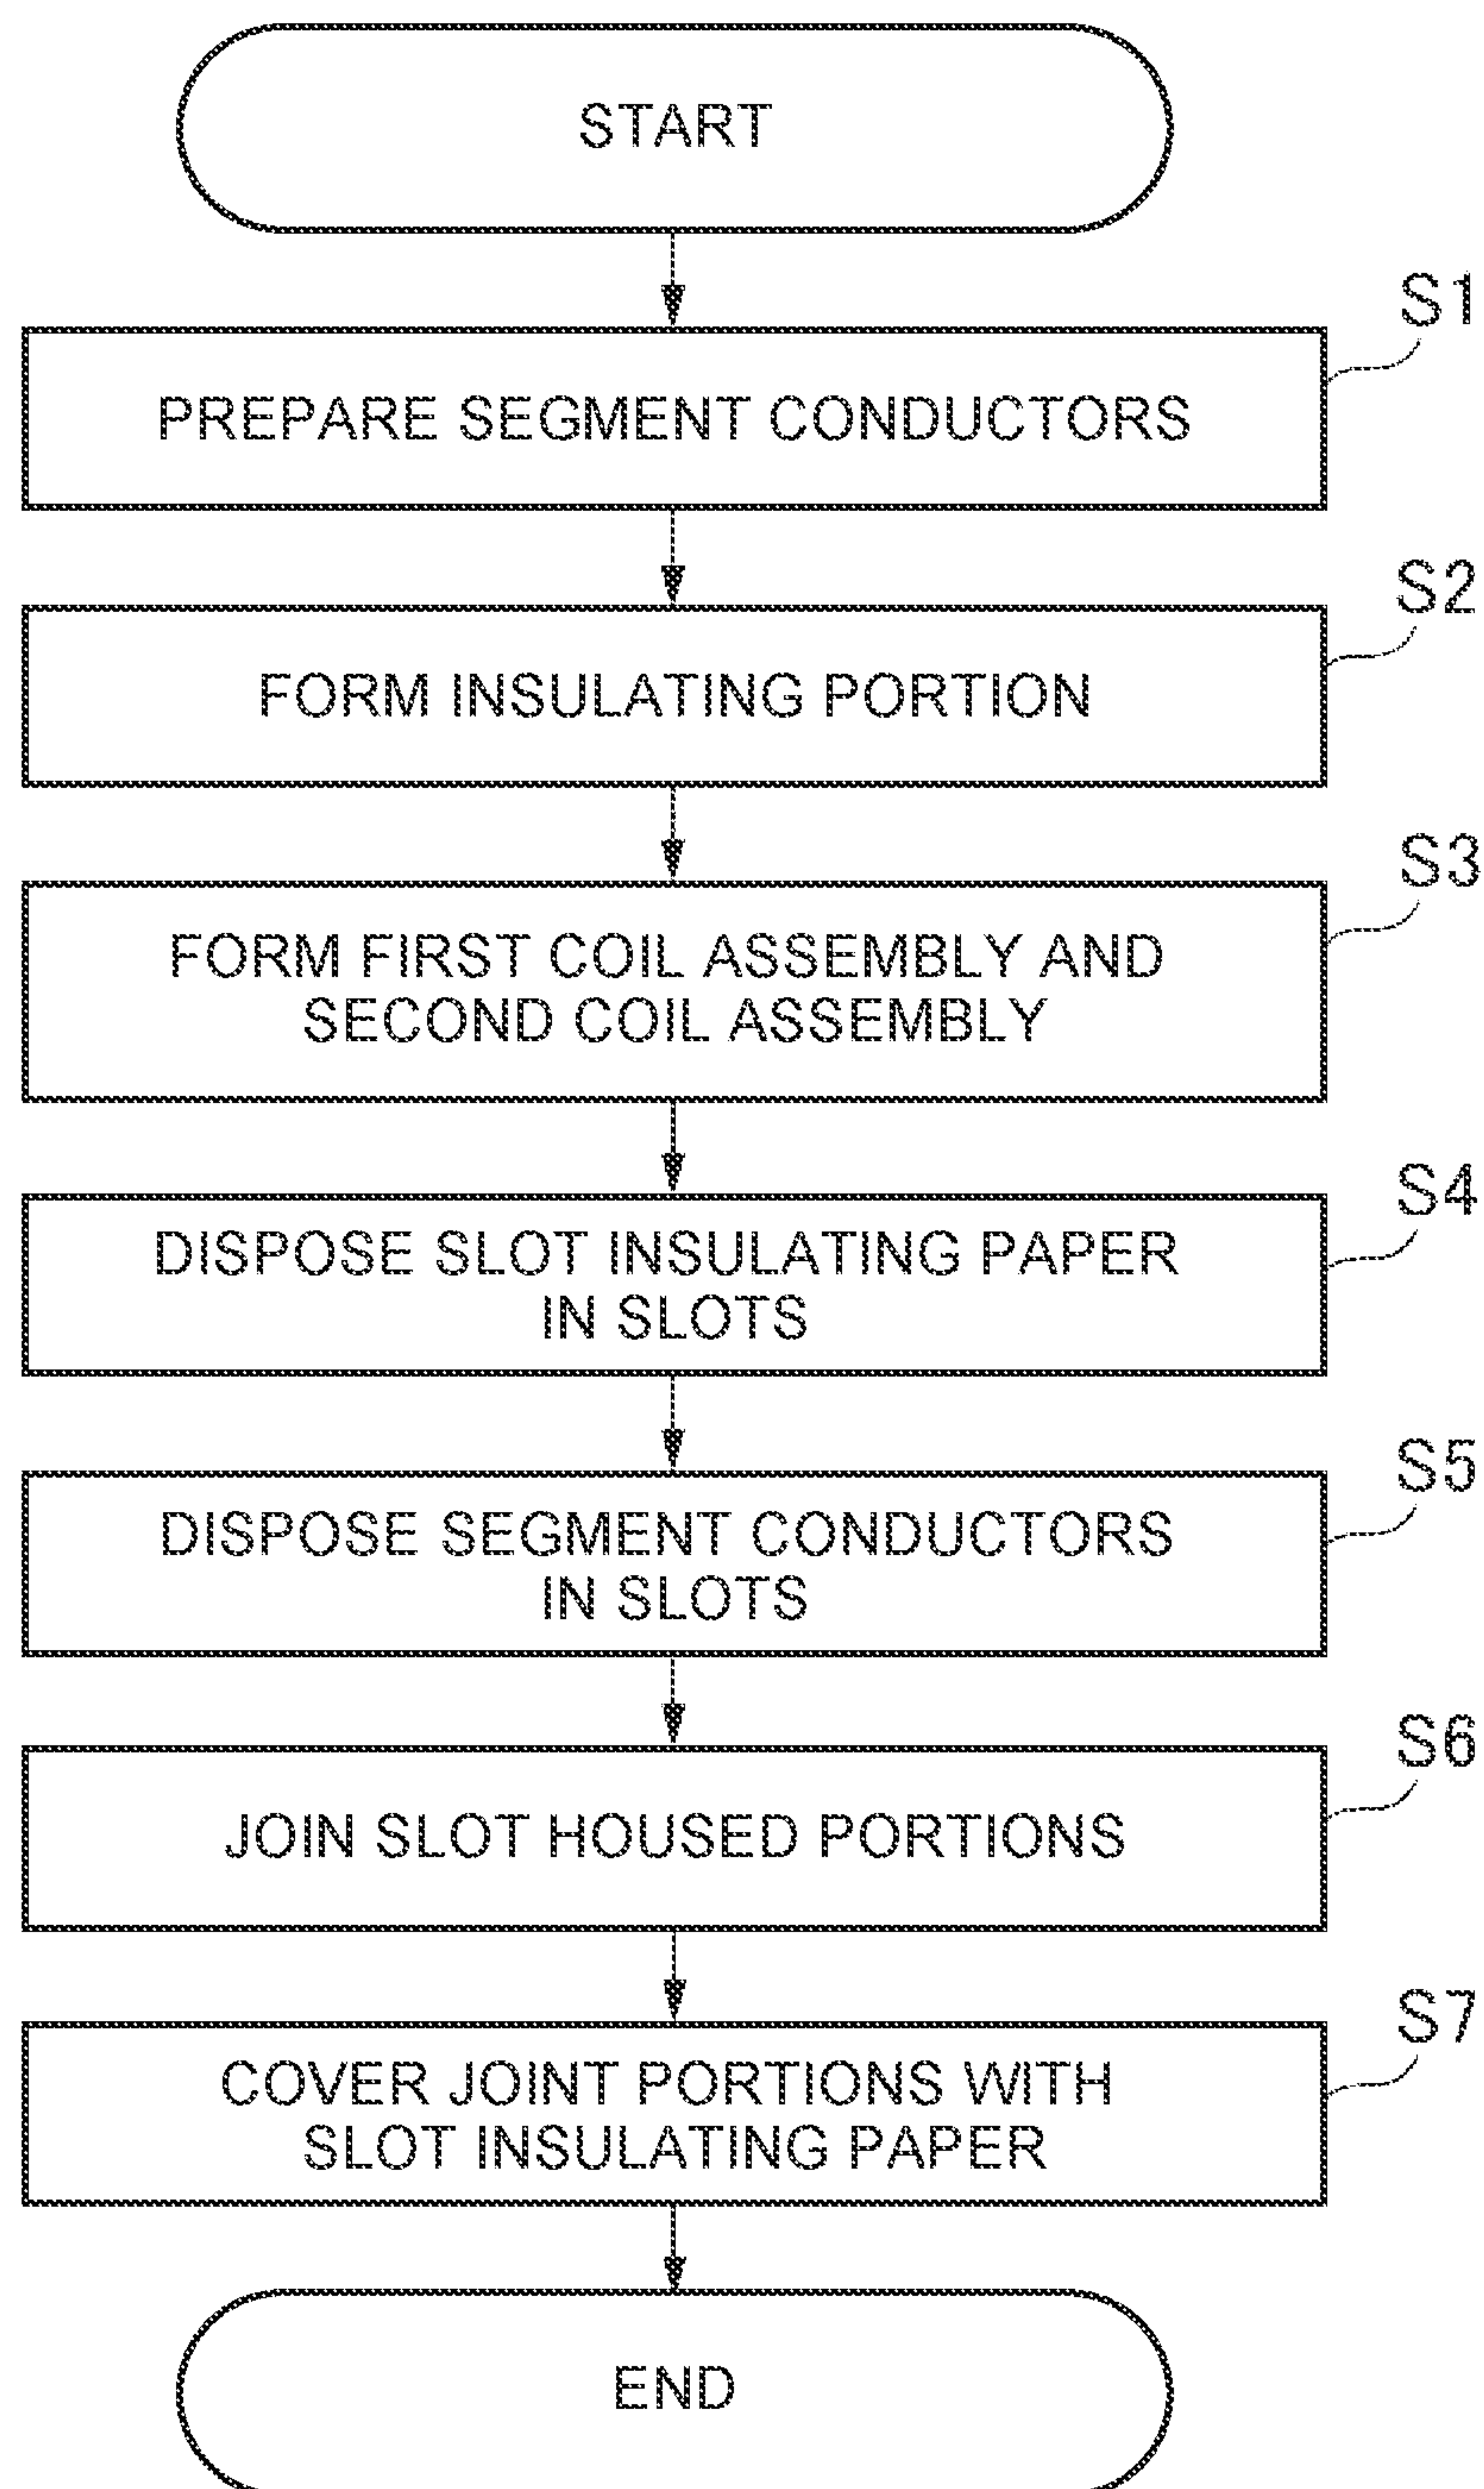 START
S1
PREPARE SEGMENT CONDUCTORS
S2
FORM INSULATING PORTION
S3
FORM FIRST COIL ASSEMBLY AND
SECOND COIL ASSEMBLY
S4
DISPOSE SLOT INSULATING PAPER
IN SLOTS
S5
DISPOSE SEGMENT CONDUCTORS
IN SLOTS
S6
JOIN SLOT HOUSED PORTIONS
S7
COVER JOINT PORTIONS WITH
SLOT INSULATING PAPER
END